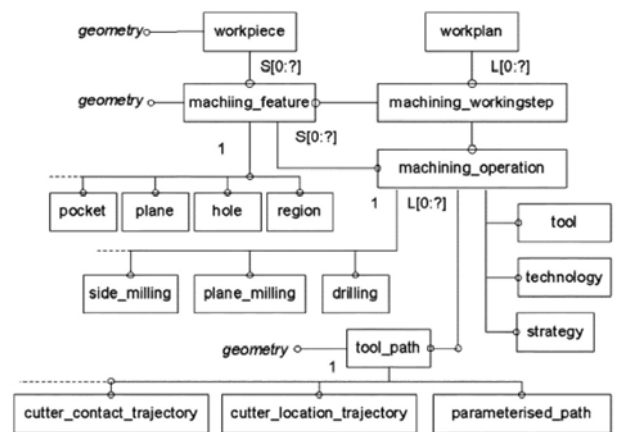 geometry workpiece workplan
S[0:?] L[0:?]
geometry machiing_feature machining_workingstep
S[0:?]
1
machining_operation
pocket plane hole region
1 L[0:?]
tool
side_milling plane_milling drilling
technology
strategy
geometry tool_path
1
cutter_contact_trajectory cutter_location_trajectory parameterised_path